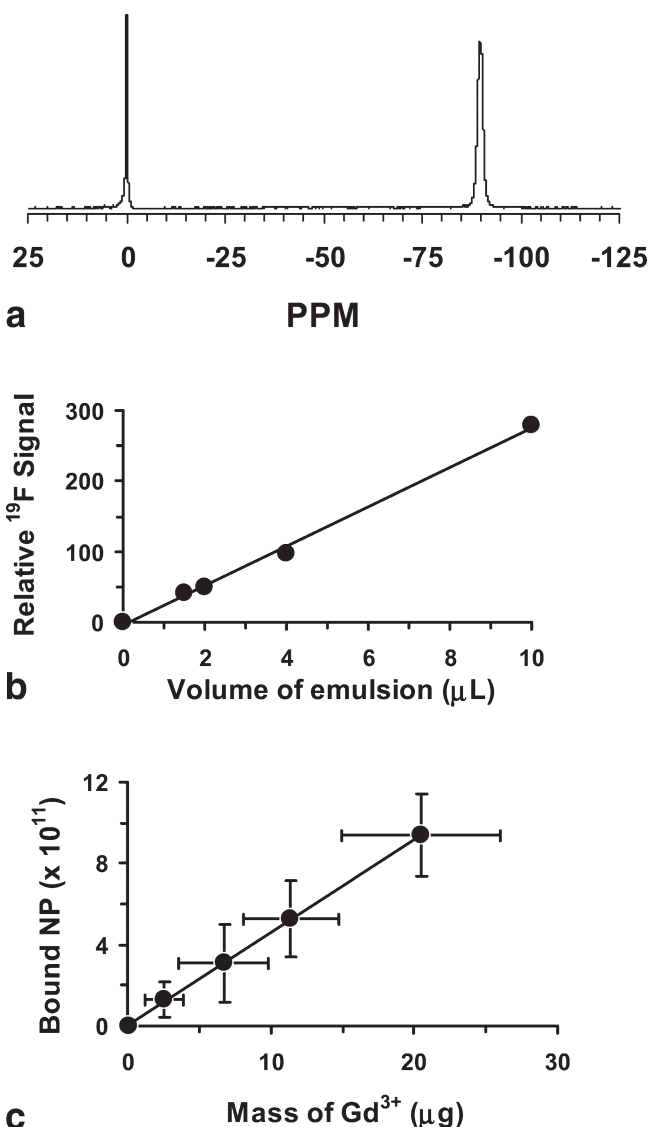 25 0 -25 -50 -75 -100 -125
a PPM
Relative ¹⁹F Signal
300
200
100
0
0 2 4 6 8 10
b Volume of emulsion (μL)
Bound NP (x 10¹¹)
12
8
4
0
0 10 20 30
c Mass of Gd³⁺ (μg)